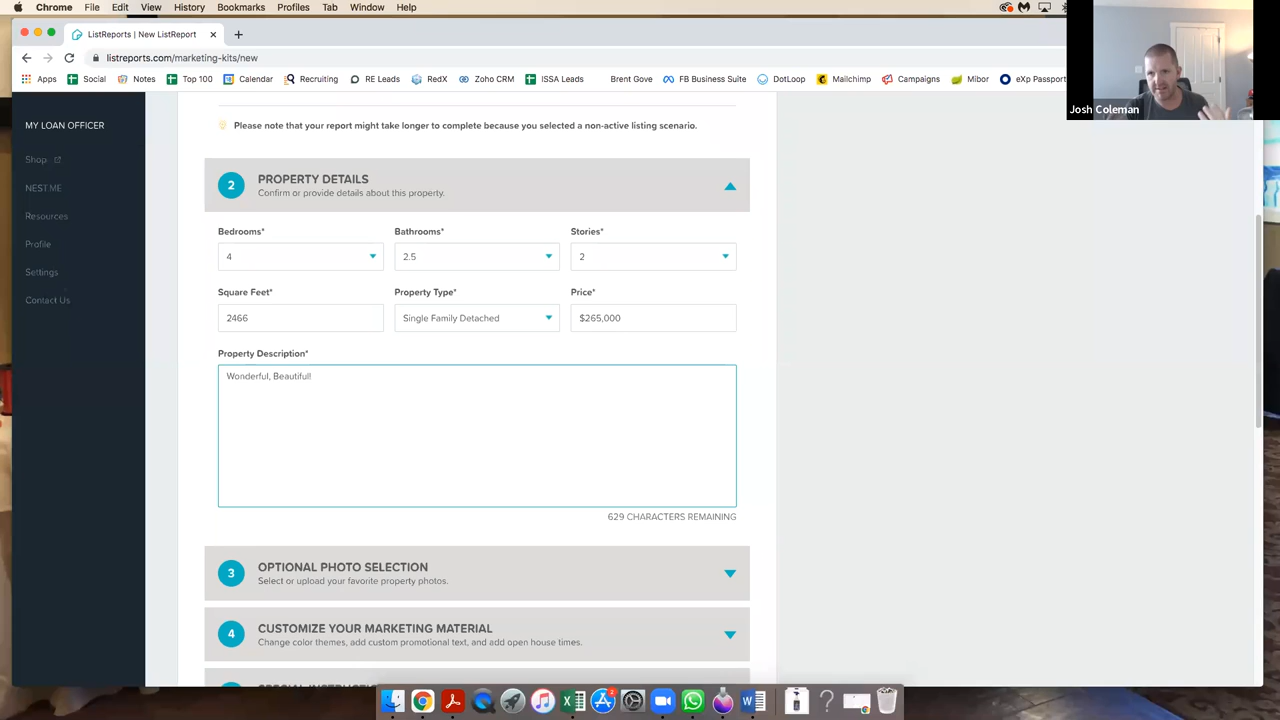 Chrome File Edit View History Bookmarks Profiles Tab Window Help
ListReports | New ListReport
listreports.com/marketing-kits/new
Apps Social Notes Top 100 Calendar Recruiting RE Leads RedX Zoho CRM ISSA Leads Brent Gove FB Business Suite DotLoop Mailchimp Campaigns Mibor eXp Passport
Josh Coleman
MY LOAN OFFICER
Shop
NEST.ME
Resources
Profile
Settings
Contact Us
Please note that your report might take longer to complete because you selected a non-active listing scenario.
2 PROPERTY DETAILS
Confirm or provide details about this property.
Bedrooms* Bathrooms* Stories*
4 2.5 2
Square Feet* Property Type* Price*
2466 Single Family Detached $265,000
Property Description*
Wonderful, Beautiful!
629 CHARACTERS REMAINING
3 OPTIONAL PHOTO SELECTION
Select or upload your favorite property photos.
4 CUSTOMIZE YOUR MARKETING MATERIAL
Change color themes, add custom promotional text, and add open house times.